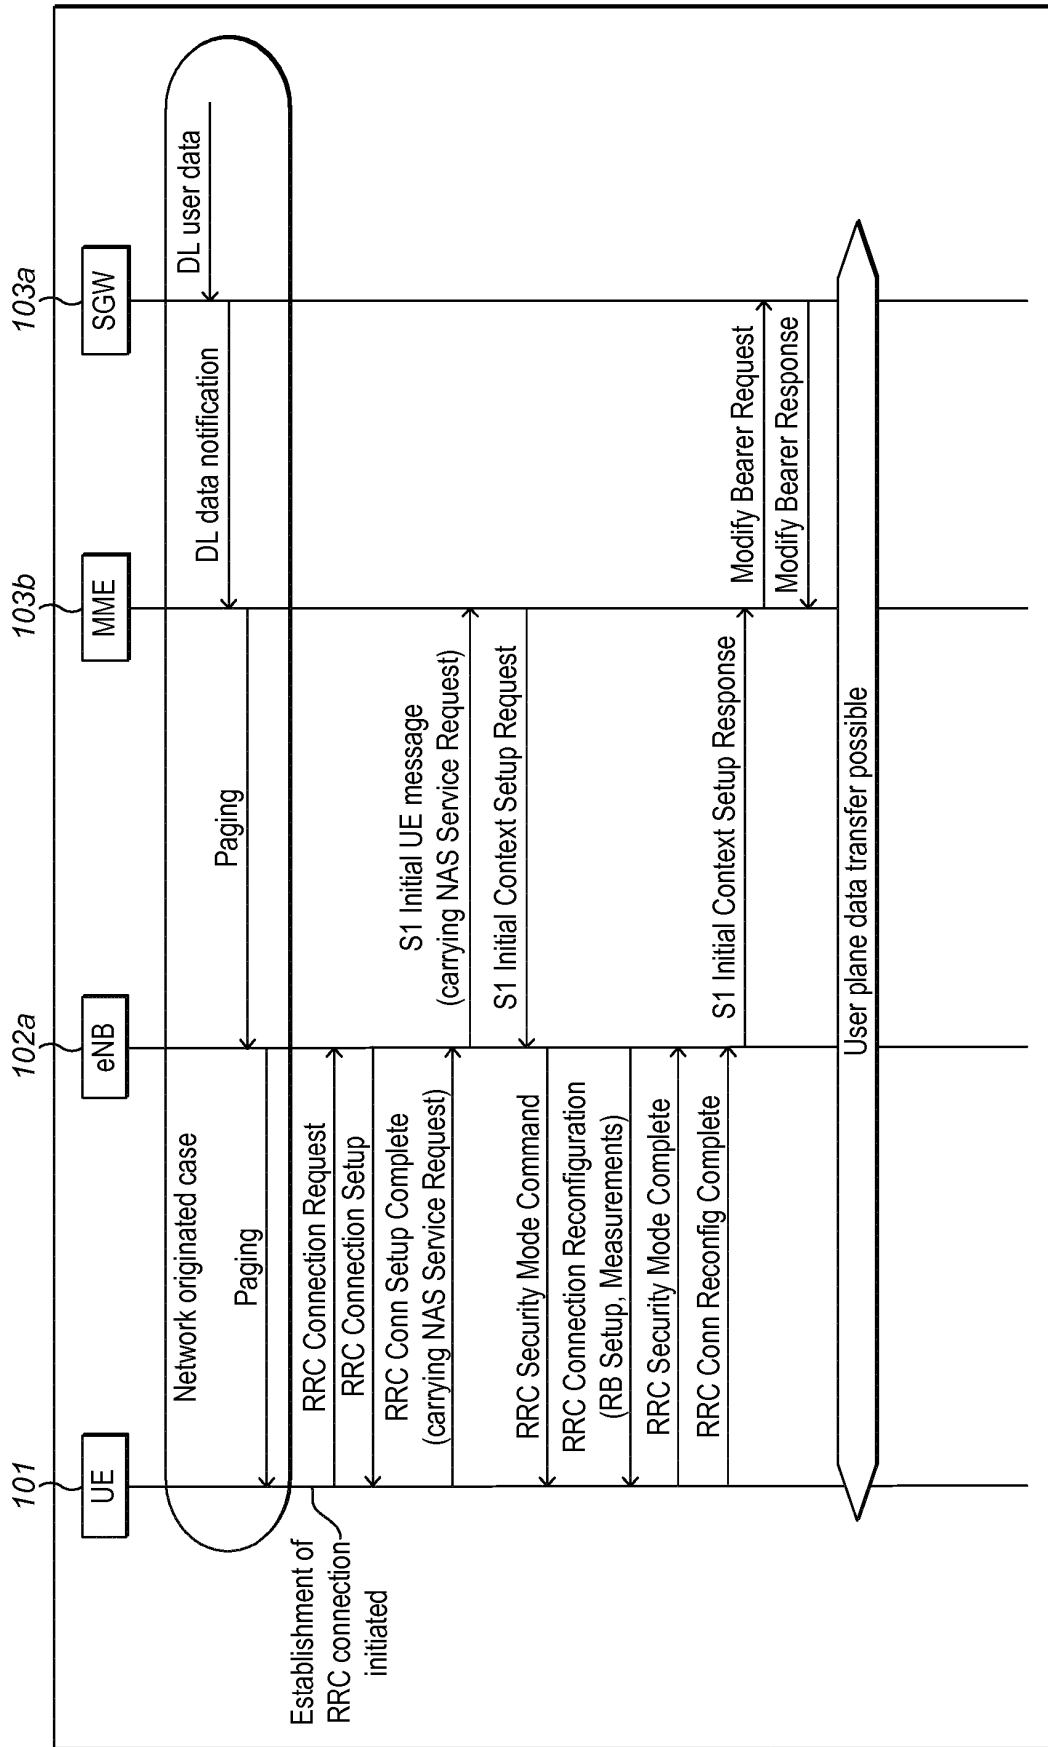 101
102a
103b
103a
UE
eNB
MME
SGW
Network originated case
DL user data
DL data notification
Paging
Paging
Establishment of
RRC connection
initiated
RRC Connection Request
RRC Connection Setup
RRC Conn Setup Complete
(carrying NAS Service Request)
S1 Initial UE message
(carrying NAS Service Request)
S1 Initial Context Setup Request
RRC Security Mode Command
RRC Connection Reconfiguration
(RB Setup, Measurements)
RRC Security Mode Complete
RRC Conn Reconfig Complete
S1 Initial Context Setup Response
Modify Bearer Request
Modify Bearer Response
User plane data transfer possible